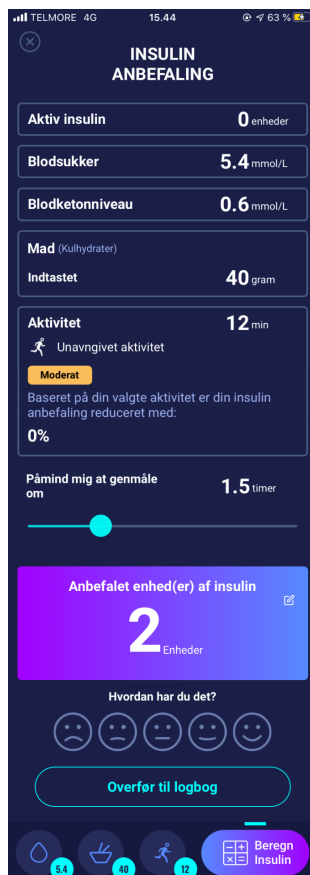 TELMORE 4G 15.44 63 %
INSULIN
ANBEFALING
Aktiv insulin 0 enheder
Blodsukker 5.4 mmol/L
Blodketonniveau 0.6 mmol/L
Mad (Kulhydrater)
Indtastet 40 gram
Aktivitet 12 min
Unavngivet aktivitet
Moderat
Baseret på din valgte aktivitet er din insulin
anbefaling reduceret med:
0%
Påmind mig at genmåle
om 1.5 timer
Anbefalet enhed(er) af insulin
2 Enheder
Hvordan har du det?
Overfør til logbog
5.4 40 12 Beregn
Insulin